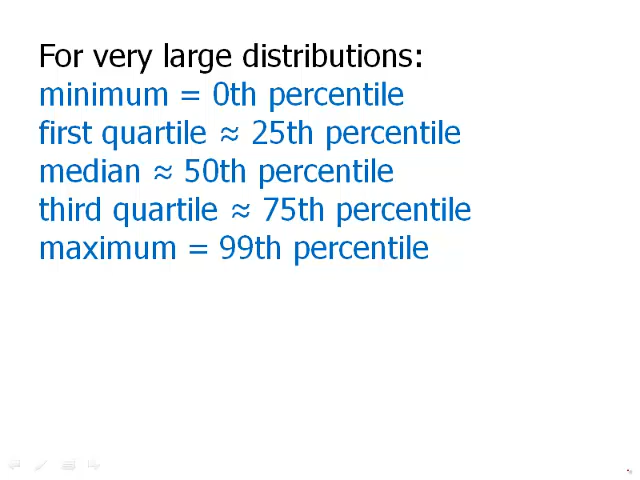 For very large distributions:
minimum = 0th percentile
first quartile ≈ 25th percentile
median ≈ 50th percentile
third quartile ≈ 75th percentile
maximum = 99th percentile